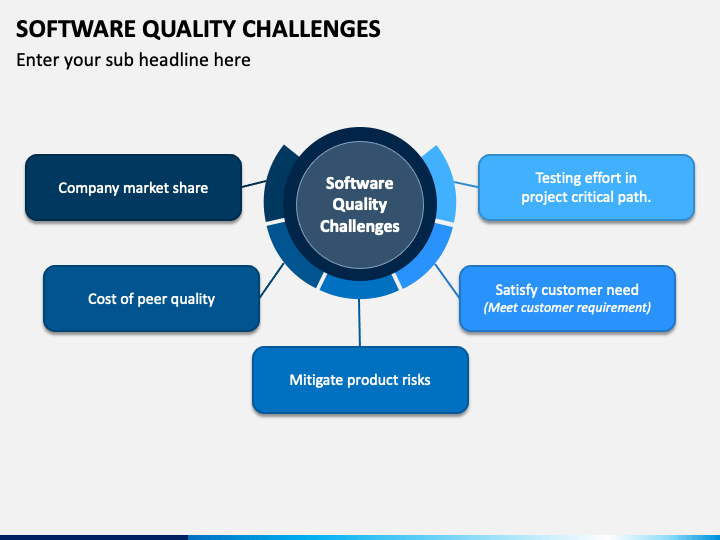 SOFTWARE QUALITY CHALLENGES
Enter your sub headline here
Software
Quality
Challenges
Company market share
Cost of peer quality
Mitigate product risks
Testing effort in
project critical path.
Satisfy customer need
(Meet customer requirement)